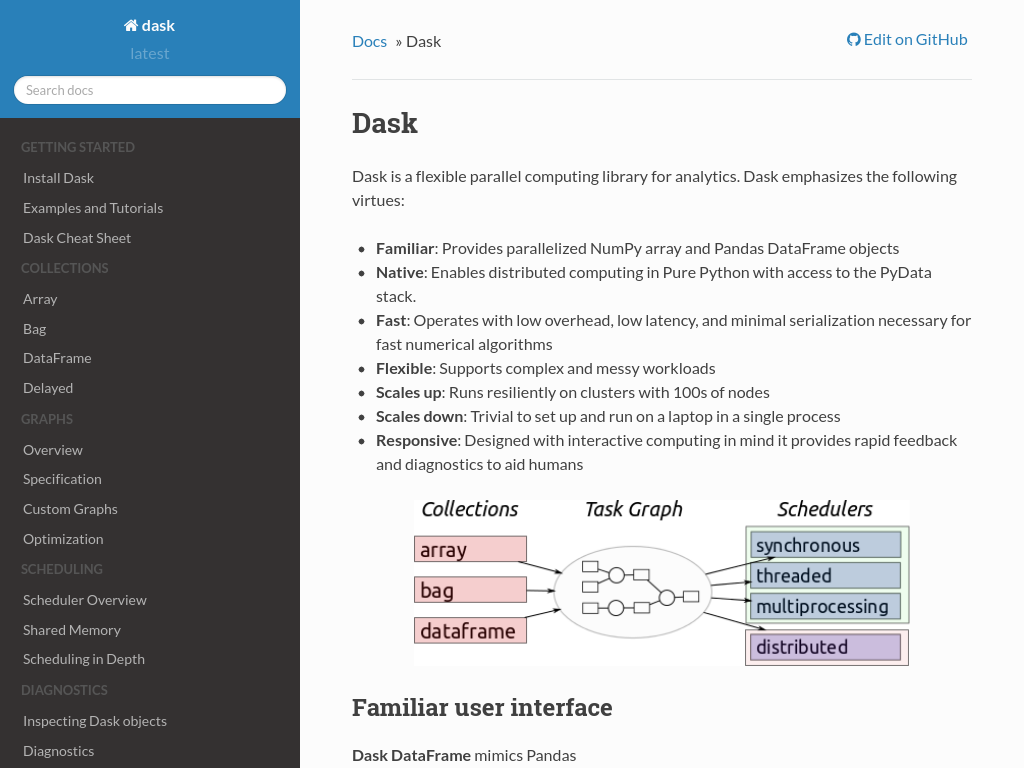 dask
latest
Search docs
GETTING STARTED
Install Dask
Examples and Tutorials
Dask Cheat Sheet
COLLECTIONS
Array
Bag
DataFrame
Delayed
GRAPHS
Overview
Specification
Custom Graphs
Optimization
SCHEDULING
Scheduler Overview
Shared Memory
Scheduling in Depth
DIAGNOSTICS
Inspecting Dask objects
Diagnostics
Docs » Dask
Edit on GitHub
Dask
Dask is a flexible parallel computing library for analytics. Dask emphasizes the following
virtues:
• Familiar: Provides parallelized NumPy array and Pandas DataFrame objects
• Native: Enables distributed computing in Pure Python with access to the PyData
stack.
• Fast: Operates with low overhead, low latency, and minimal serialization necessary for
fast numerical algorithms
• Flexible: Supports complex and messy workloads
• Scales up: Runs resiliently on clusters with 100s of nodes
• Scales down: Trivial to set up and run on a laptop in a single process
• Responsive: Designed with interactive computing in mind it provides rapid feedback
and diagnostics to aid humans
Collections
array
bag
dataframe
Task Graph
Schedulers
synchronous
threaded
multiprocessing
distributed
Familiar user interface
Dask DataFrame mimics Pandas